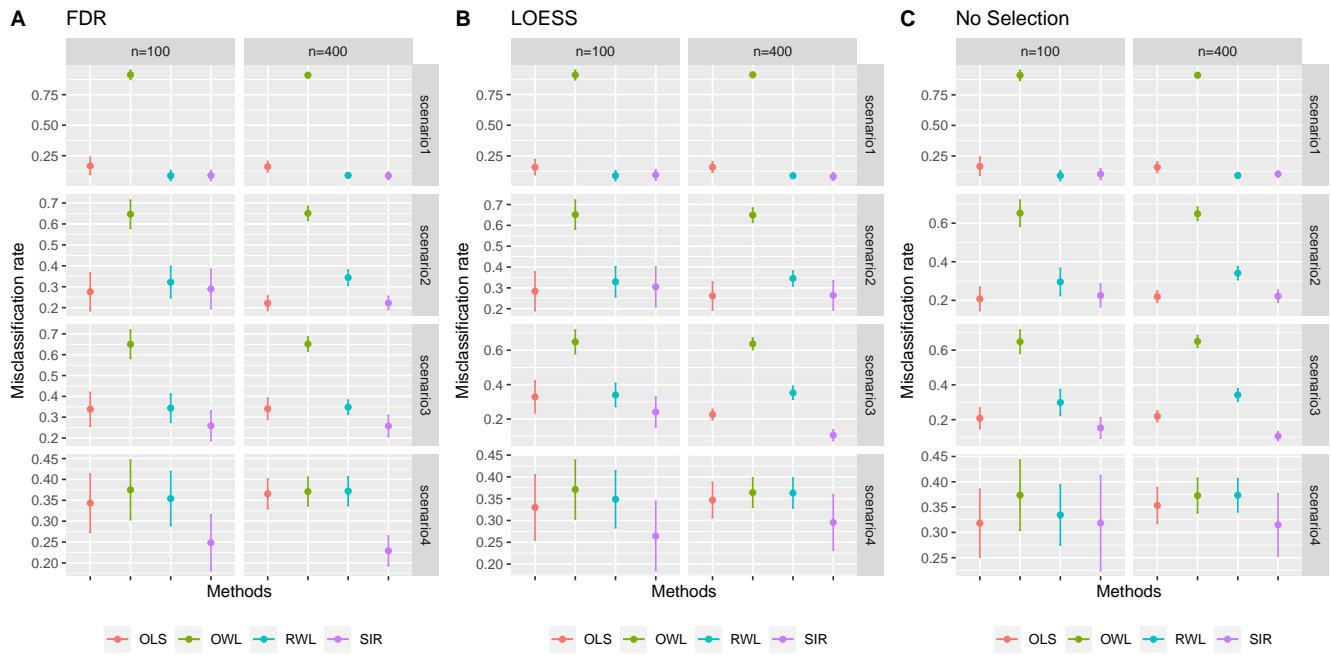 A FDR
n=100 n=400
Misclassification rate
0.75
0.50
0.25
scenario1
0.7
0.6
0.5
0.4
0.3
0.2
scenario2
0.7
0.6
0.5
0.4
0.3
0.2
scenario3
0.45
0.40
0.35
0.30
0.25
0.20
scenario4
Methods
OLS OWL RWL SIR
B LOESS
n=100 n=400
Misclassification rate
0.75
0.50
0.25
scenario1
0.7
0.6
0.5
0.4
0.3
0.2
scenario2
0.6
0.4
0.2
scenario3
0.45
0.40
0.35
0.30
0.25
0.20
scenario4
Methods
OLS OWL RWL SIR
C No Selection
n=100 n=400
Misclassification rate
0.75
0.50
0.25
scenario1
0.6
0.4
0.2
scenario2
0.6
0.4
0.2
scenario3
0.45
0.40
0.35
0.30
0.25
scenario4
Methods
OLS OWL RWL SIR